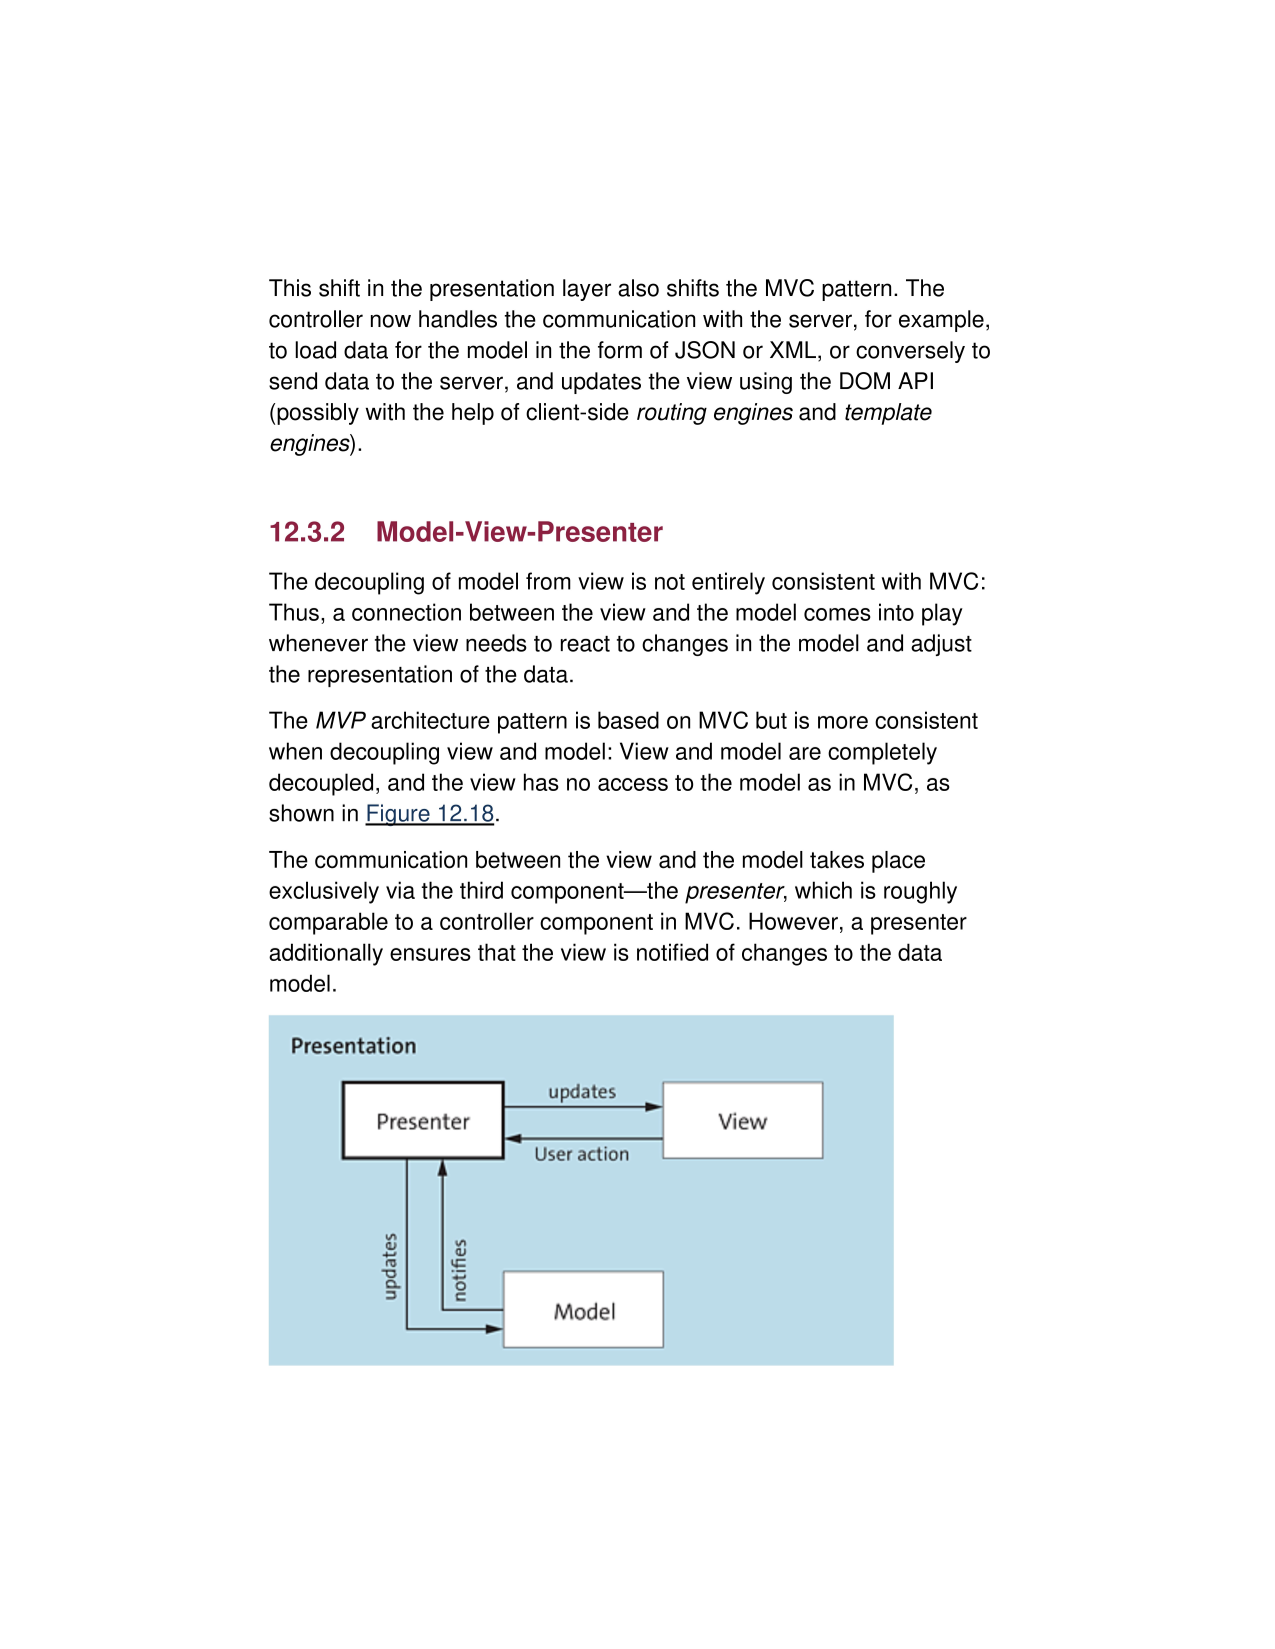 This shift in the presentation layer also shifts the MVC pattern. The
controller now handles the communication with the server, for example,
to load data for the model in the form of JSON or XML, or conversely to
send data to the server, and updates the view using the DOM API
(possibly with the help of client-side routing engines and template
engines).
12.3.2 Model-View-Presenter
The decoupling of model from view is not entirely consistent with MVC:
Thus, a connection between the view and the model comes into play
whenever the view needs to react to changes in the model and adjust
the representation of the data.
The MVP architecture pattern is based on MVC but is more consistent
when decoupling view and model: View and model are completely
decoupled, and the view has no access to the model as in MVC, as
shown in Figure 12.18.
The communication between the view and the model takes place
exclusively via the third component—the presenter, which is roughly
comparable to a controller component in MVC. However, a presenter
additionally ensures that the view is notified of changes to the data
model.
Presentation
updates
Presenter
View
User action
updates
notifies
Model